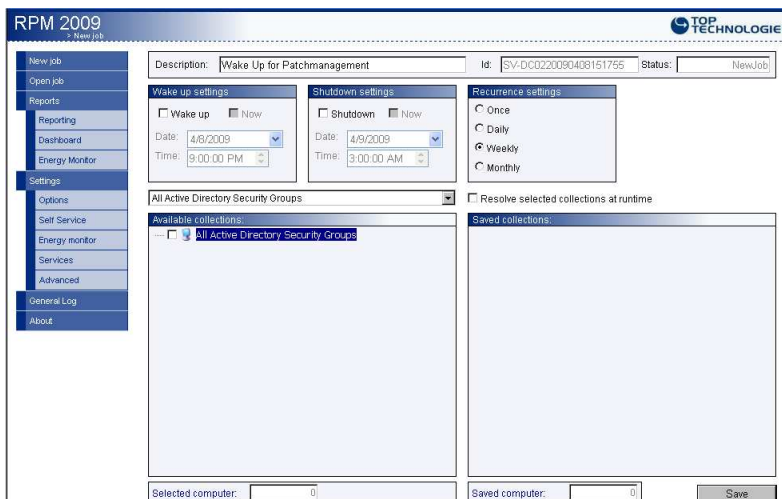 RPM 2009
> New job
TOP
TECHNOLOGIE
New job
Open job
Reports
Reporting
Dashboard
Energy Monitor
Settings
Options
Self Service
Energy monitor
Services
Advanced
General Log
About
Description: Wake Up for Patchmanagement Id: SV-DC0220090408151755 Status: NewJob
Wake up settings
Wake up Now
Date: 4/8/2009
Time: 9:00:00 PM
Shutdown settings
Shutdown Now
Date: 4/9/2009
Time: 3:00:00 AM
Recurrence settings
Once
Daily
Weekly
Monthly
All Active Directory Security Groups
Resolve selected collections at runtime
Available collections:
All Active Directory Security Groups
Saved collections:
Selected computer: 0
Saved computer: 0
Save